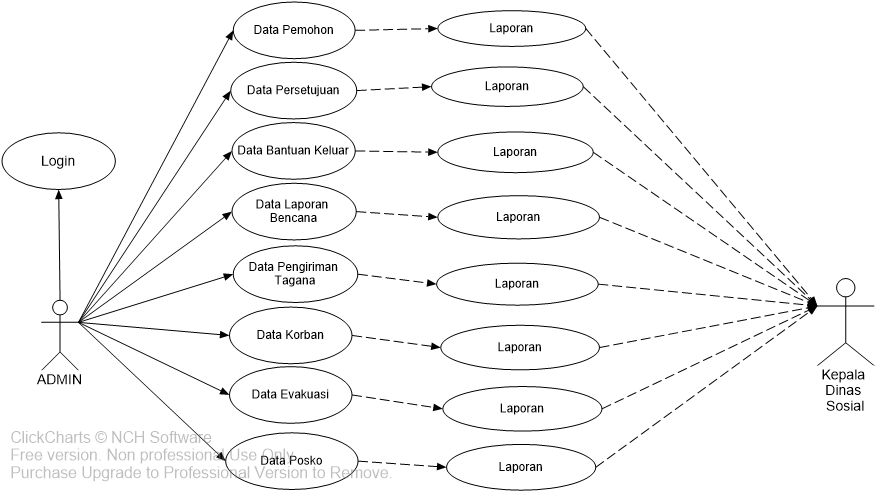 Data Pemohon
Laporan
Data Persetujuan
Laporan
Data Bantuan Keluar
Laporan
Login
Data Laporan
Bencana
Laporan
Data Pengiriman
Tagana
Laporan
Data Korban
Laporan
ADMIN
Kepala
Dinas
Sosial
Data Evakuasi
Laporan
Data Posko
Laporan
ClickCharts © NCH Software
Free version. Non professional Use Only.
Purchase Upgrade to Professional Version to Remove.